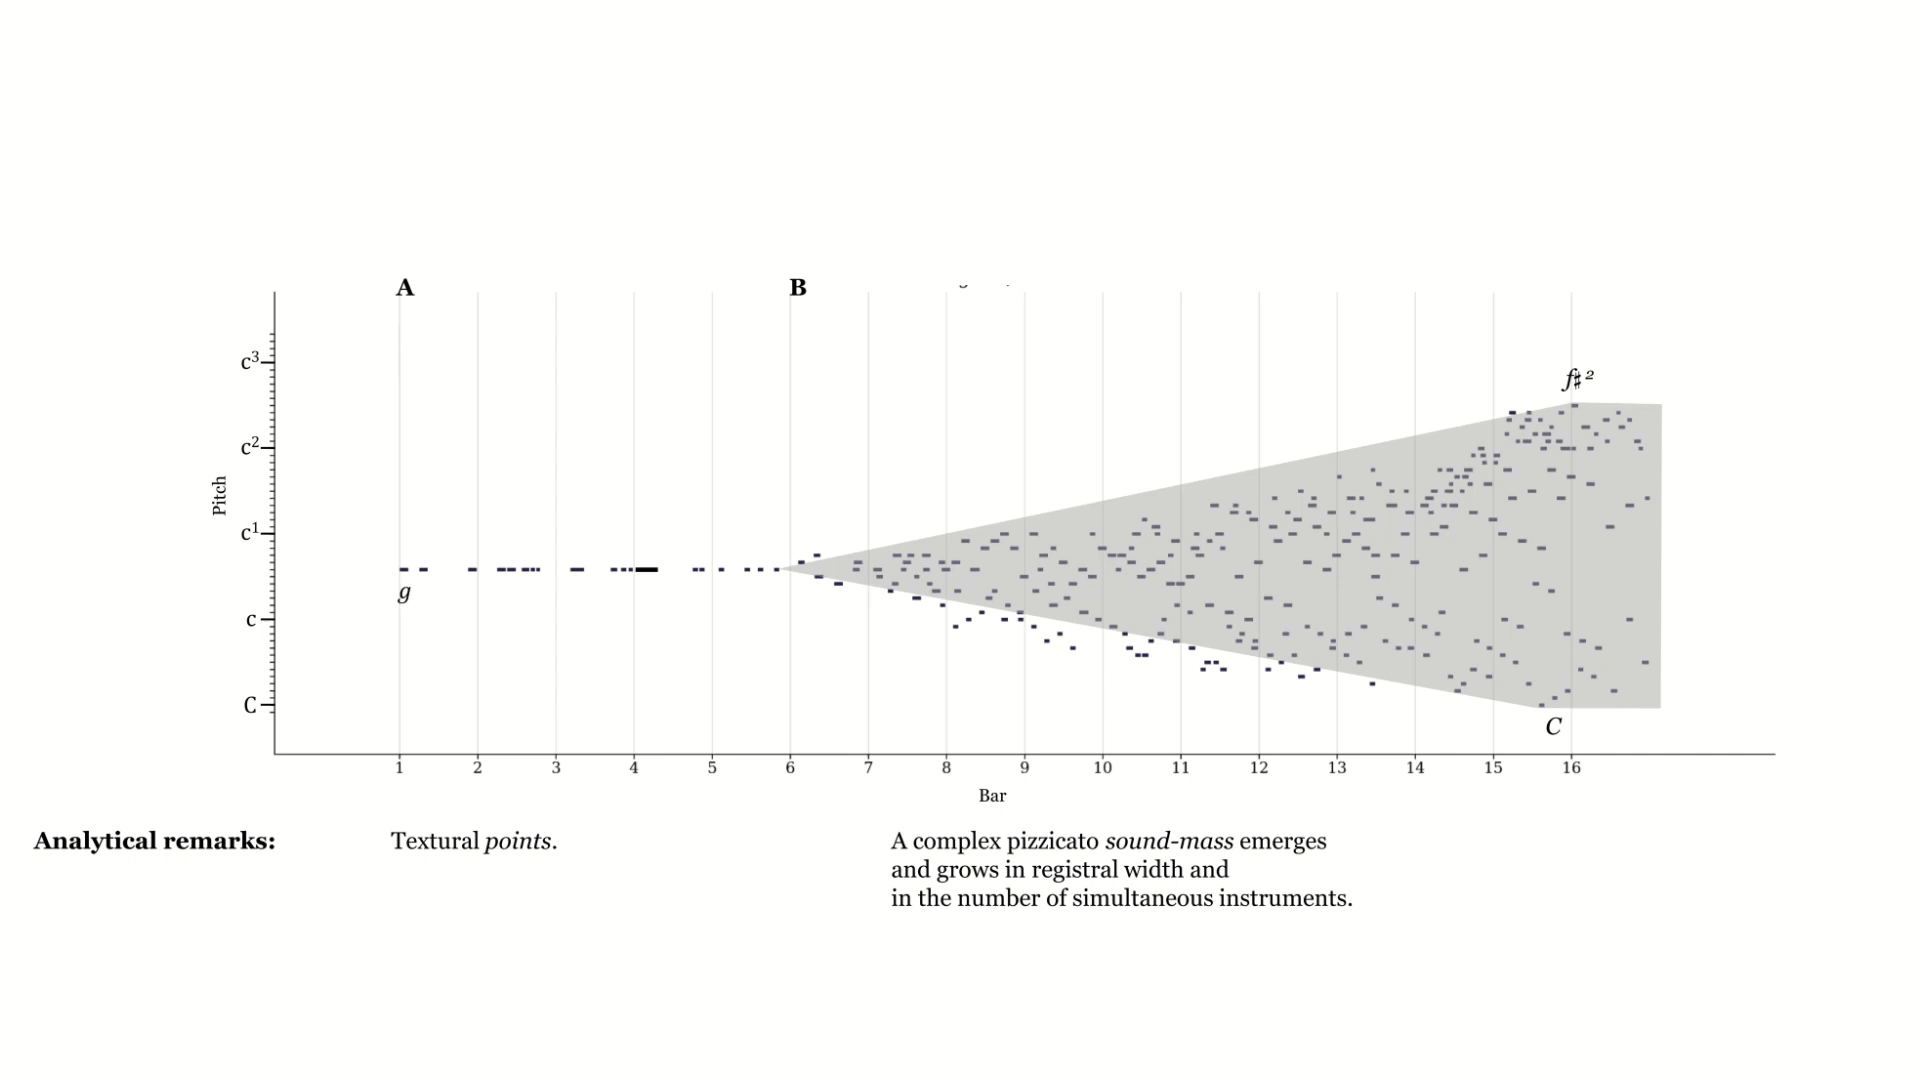 A
B
c³
f♯²
c²
Pitch
c¹
g
c
C
C
1 2 3 4 5 6 7 8 9 10 11 12 13 14 15 16
Bar
Analytical remarks:
Textural points.
A complex pizzicato sound-mass emerges
and grows in registral width and
in the number of simultaneous instruments.